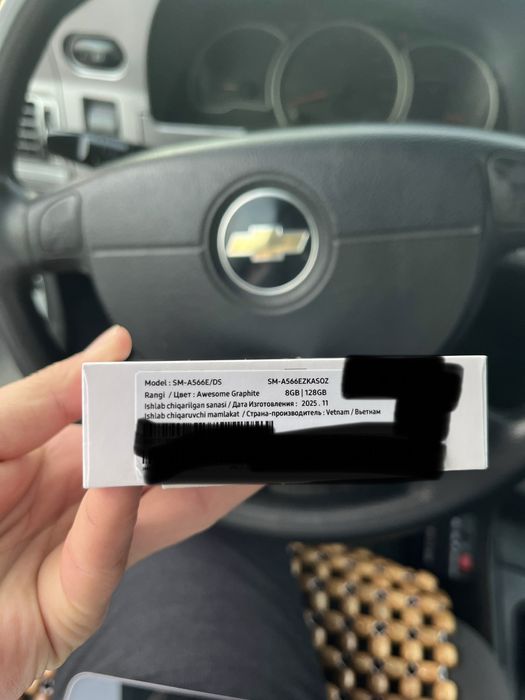 Model : SM-A566E/DS SM-A566EZKASOZ
Rangi / Цвет : Awesome Graphite 8GB | 128GB
Ishlab chiqarilgan sanasi / Дата Изготовления : 2025 . 11
Ishlab chiqaruvchi mamlakat / Страна-производитель : Vetnam / Вьетнам